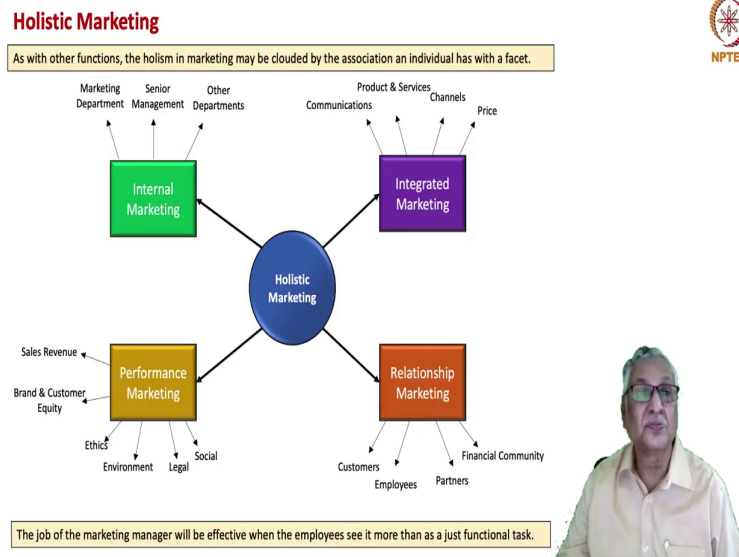 Holistic Marketing
NPTE
As with other functions, the holism in marketing may be clouded by the association an individual has with a facet.
Marketing
Department
Senior
Management
Other
Departments
Communications
Product & Services
Channels
Price
Internal
Marketing
Integrated
Marketing
Holistic
Marketing
Performance
Marketing
Relationship
Marketing
Sales Revenue
Brand & Customer
Equity
Ethics
Environment
Legal
Social
Customers
Employees
Partners
Financial Community
The job of the marketing manager will be effective when the employees see it more than as a just functional task.